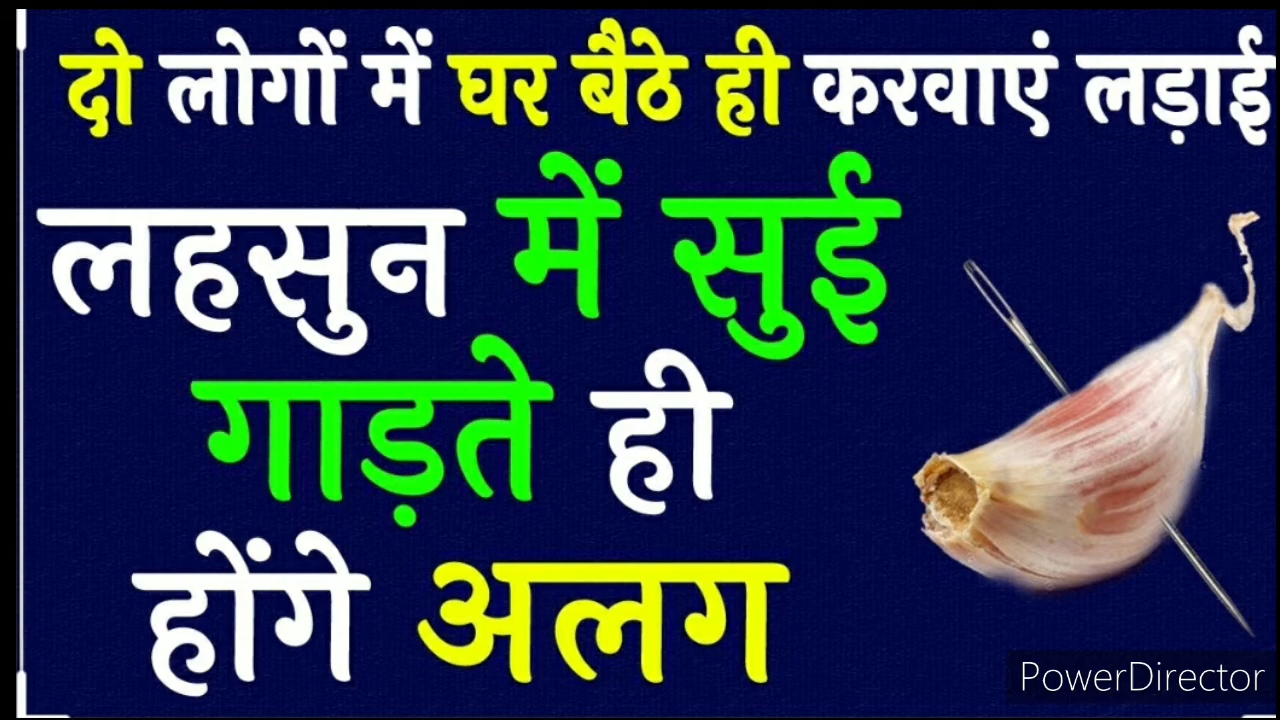 दो लोगों में घर बैठे ही करवाएं लड़ाई
लहसुन में सुई
गाड़ते ही
होंगे अलग
PowerDirector